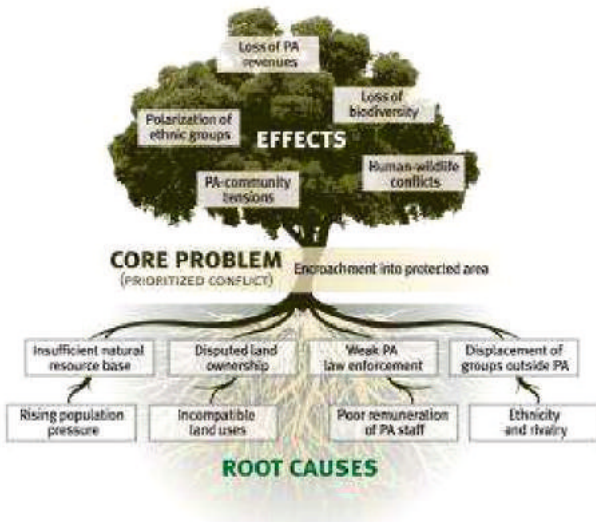 Loss of PA
revenues
Loss of
biodiversity
Polarization of
ethnic groups
EFFECTS
Human-wildlife
conflicts
PA-community
tensions
CORE PROBLEM
(PRIORITIZED CONFLICT)
Encroachment into protected area
Insufficient natural
resource base
Disputed land
ownership
Weak PA
law enforcement
Displacement of
groups outside PA
Rising population
pressure
Incompatible
land uses
Poor remuneration
of PA staff
Ethnicity
and rivalry
ROOT CAUSES